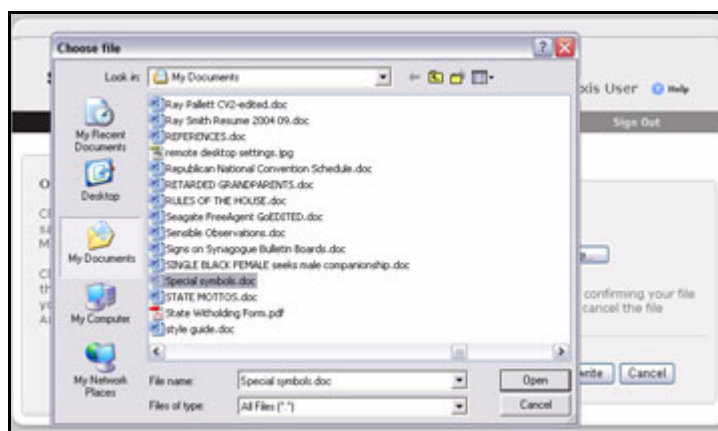 Choose file
Look in: My Documents
xis User Help
Sign Out
My Recent Documents
Desktop
My Documents
My Computer
My Network Places
Ray Pallett CV2-edited.doc
Ray Smith Resume 2004 09.doc
REFERENCES.doc
remote desktop settings.jpg
Republican National Convention Schedule.doc
RETARDED GRANDPARENTS.doc
RULES OF THE HOUSE.doc
Seagate FreeAgent GoEDITED.doc
Sensible Observations.doc
Signs on Synagogue Bulletin Boards.doc
SINGLE BLACK FEMALE seeks male companionship.doc
Special symbols.doc
STATE MOTTOS.doc
State Witholding Form.pdf
style guide.doc
confirming your file
cancel the file
File name: Special symbols.doc Open
Files of type: All Files (*.*) Cancel
write Cancel